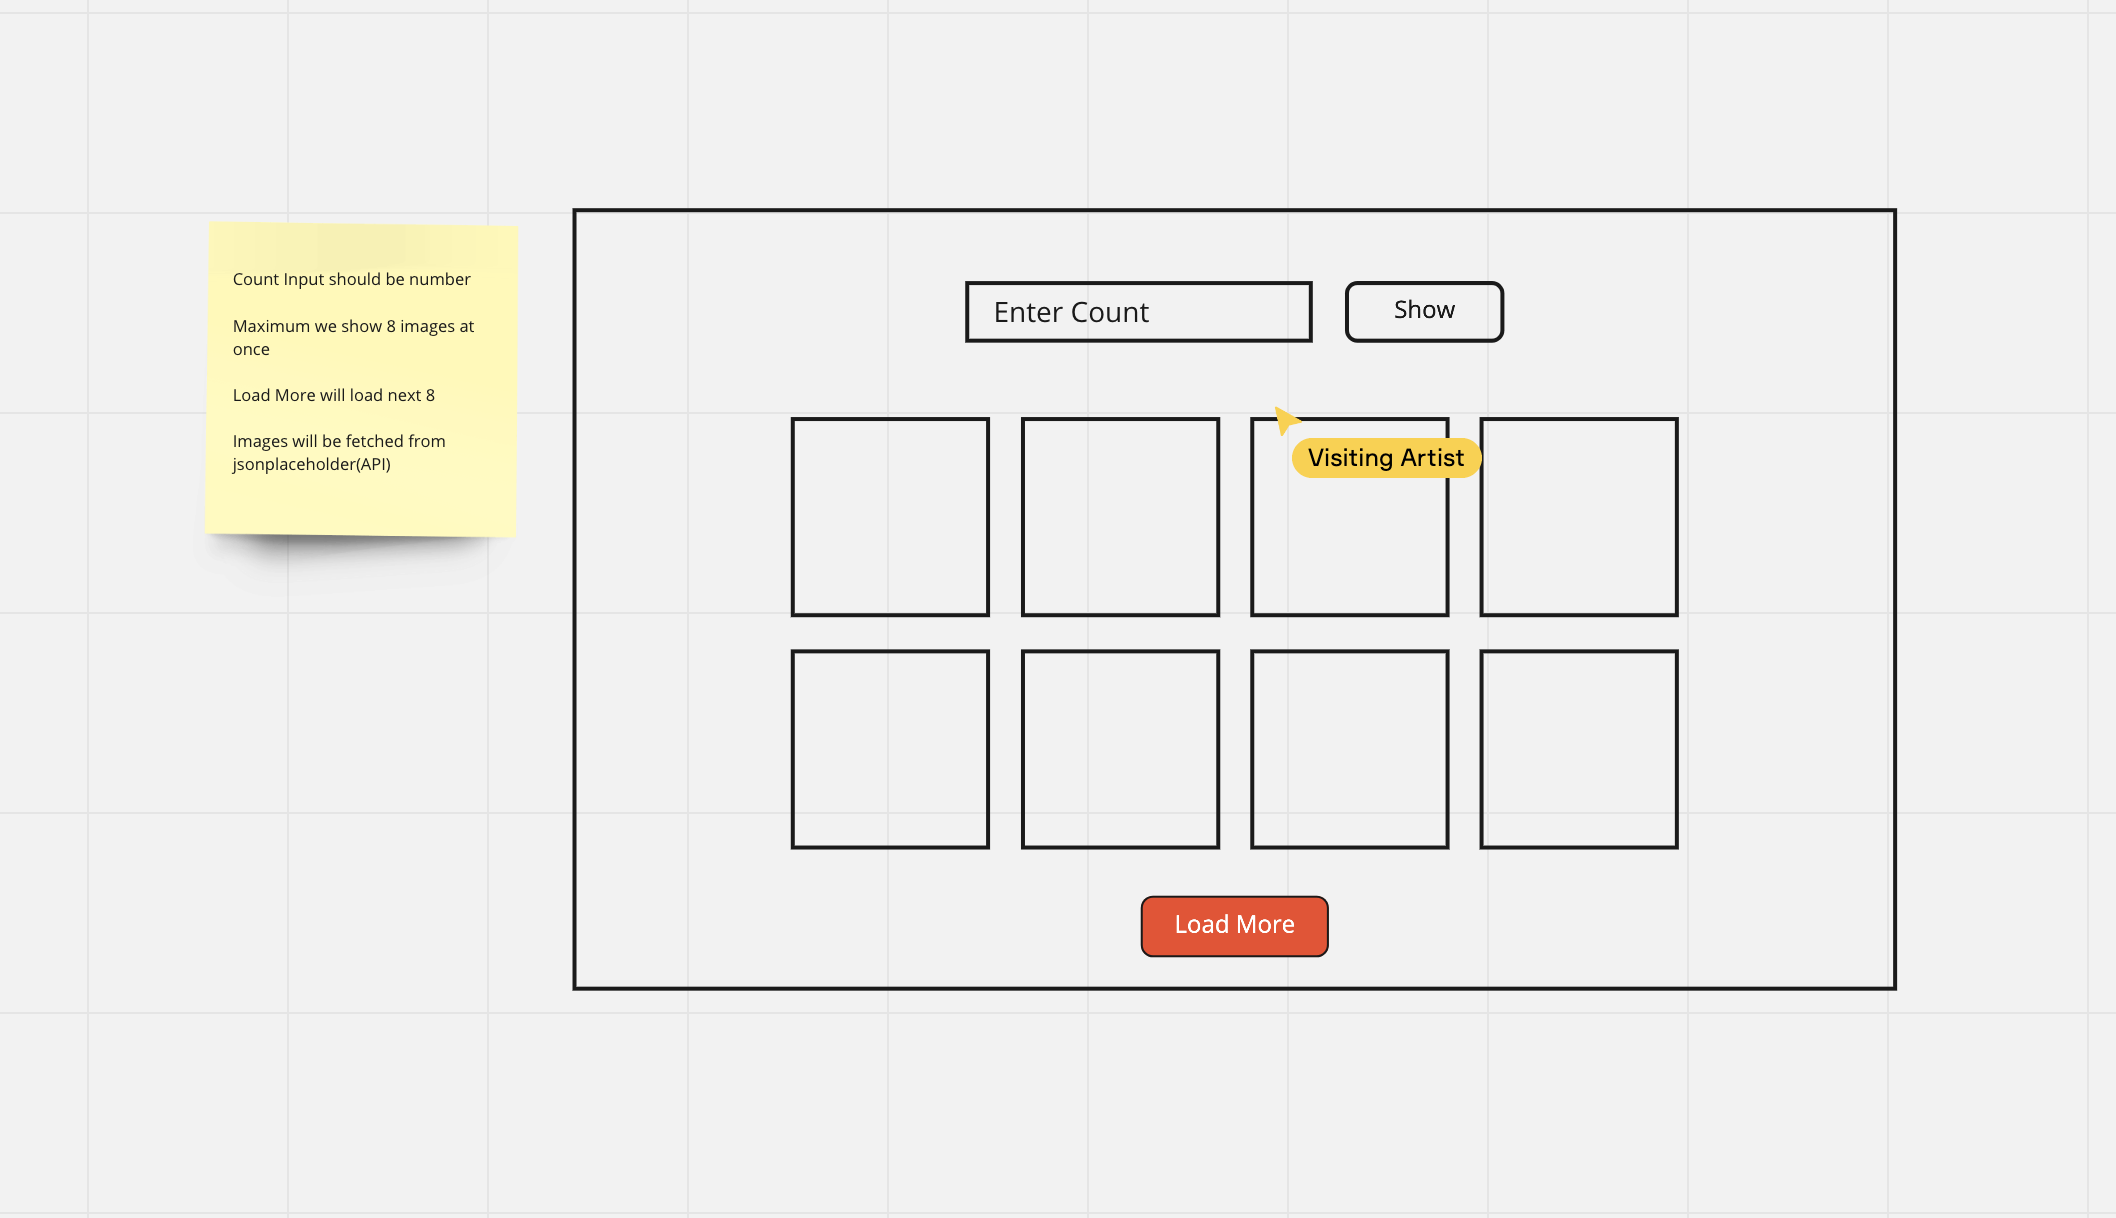 Count Input should be number
Maximum we show 8 images at
once
Load More will load next 8
Images will be fetched from
jsonplaceholder(API)
Enter Count
Show
Visiting Artist
Load More